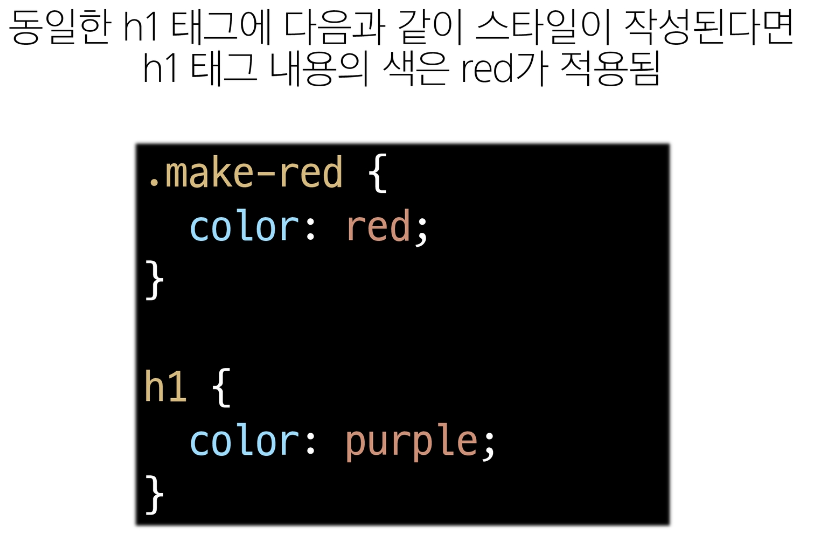 동일한 h1 태그에 다음과 같이 스타일이 작성된다면
h1 태그 내용의 색은 red가 적용됨
.make-red {
  color: red;
}
h1 {
  color: purple;
}